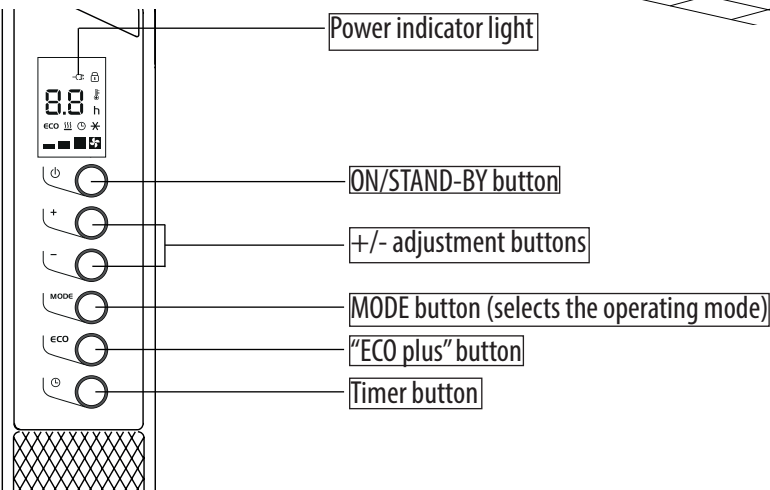 Power indicator light
8.8
h
ECO
ON/STAND-BY button
+
+/- adjustment buttons
-
MODE
MODE button (selects the operating mode)
ECO
“ECO plus” button
Timer button